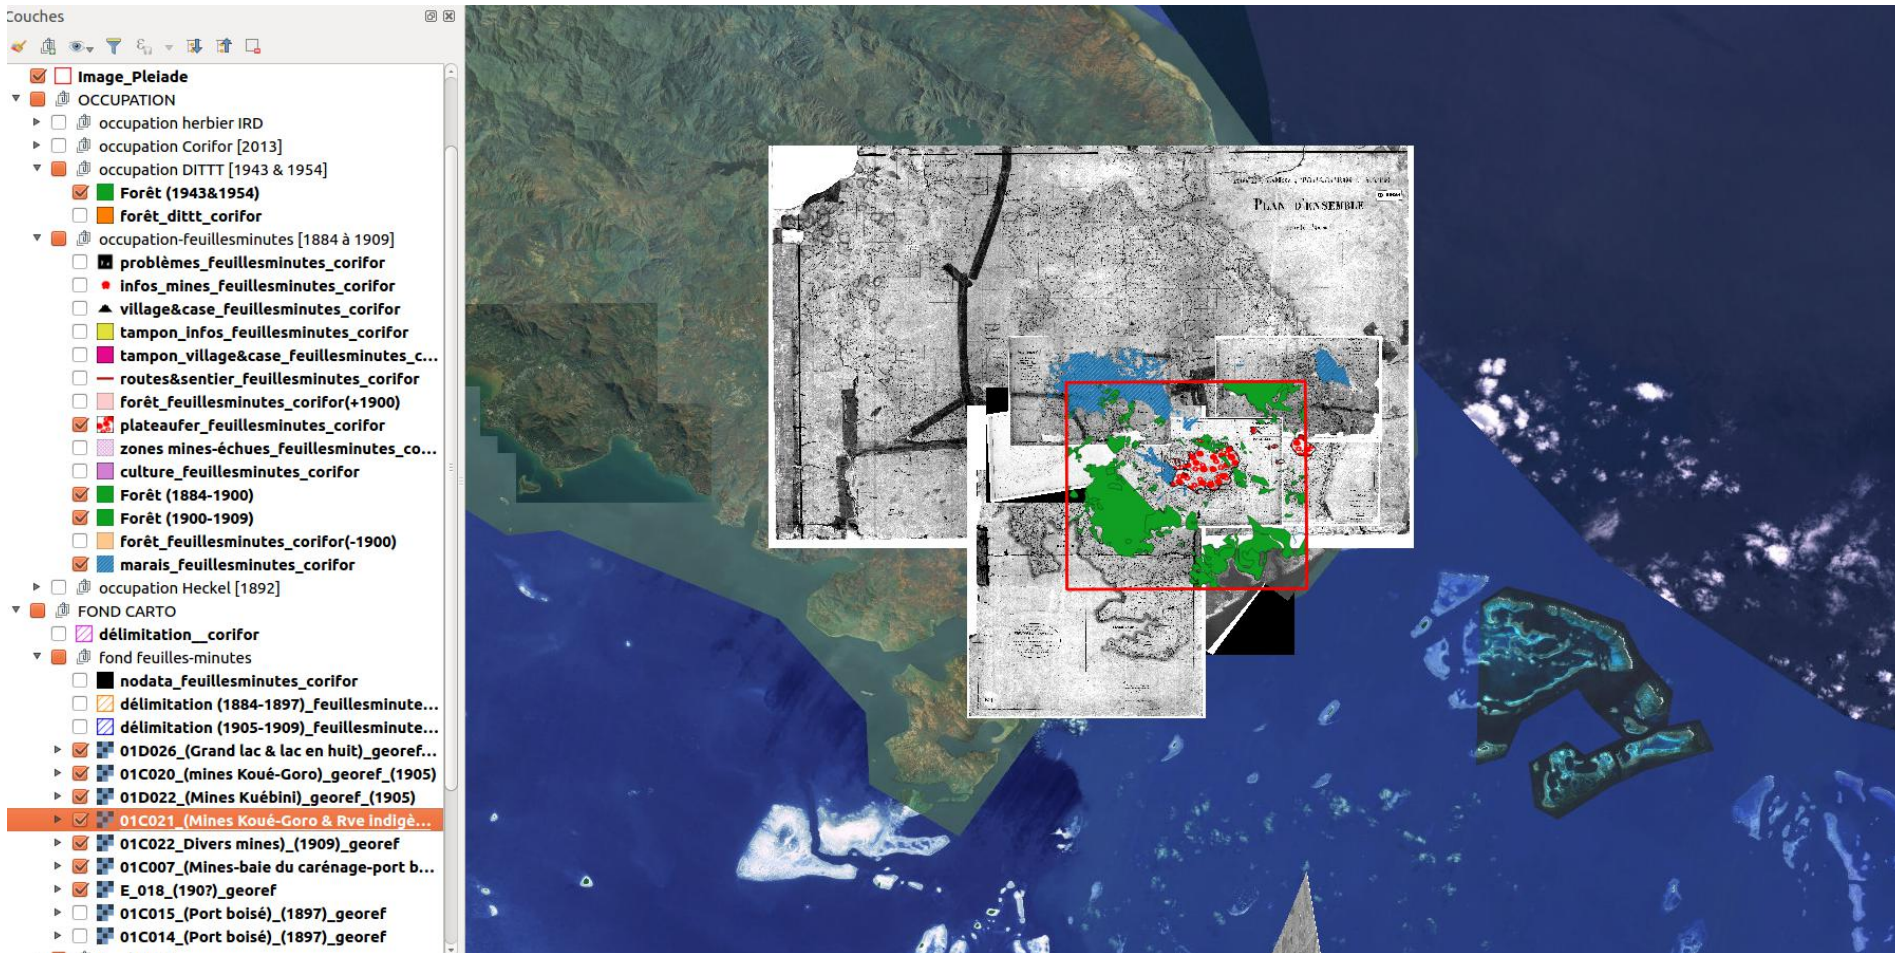 Couches
Image_Pleiade
OCCUPATION
occupation herbier IRD
occupation Corifor [2013]
occupation DITTT [1943 & 1954]
Forêt (1943&1954)
forêt_dittt_corifor
occupation-feuillesminutes [1884 à 1909]
problèmes_feuillesminutes_corifor
infos_mines_feuillesminutes_corifor
village&case_feuillesminutes_corifor
tampon_infos_feuillesminutes_corifor
tampon_village&case_feuillesminutes_c...
routes&sentier_feuillesminutes_corifor
forêt_feuillesminutes_corifor(+1900)
plateaufer_feuillesminutes_corifor
zones mines-échues_feuillesminutes_co...
culture_feuillesminutes_corifor
Forêt (1884-1900)
Forêt (1900-1909)
forêt_feuillesminutes_corifor(-1900)
marais_feuillesminutes_corifor
occupation Heckel [1892]
FOND CARTO
délimitation__corifor
fond feuilles-minutes
nodata_feuillesminutes_corifor
délimitation (1884-1897)_feuillesminute...
délimitation (1905-1909)_feuillesminute...
01D026_(Grand lac & lac en huit)_georef...
01C020_(mines Koué-Goro)_georef_(1905)
01D022_(Mines Kuébini)_georef_(1905)
01C021_(Mines Koué-Goro & Rve indigè...
01C022_Divers mines)_(1909)_georef
01C007_(Mines-baie du carénage-port b...
E_018_(190?)_georef
01C015_(Port boisé)_(1897)_georef
01C014_(Port boisé)_(1897)_georef
PLAN D'ENSEMBLE